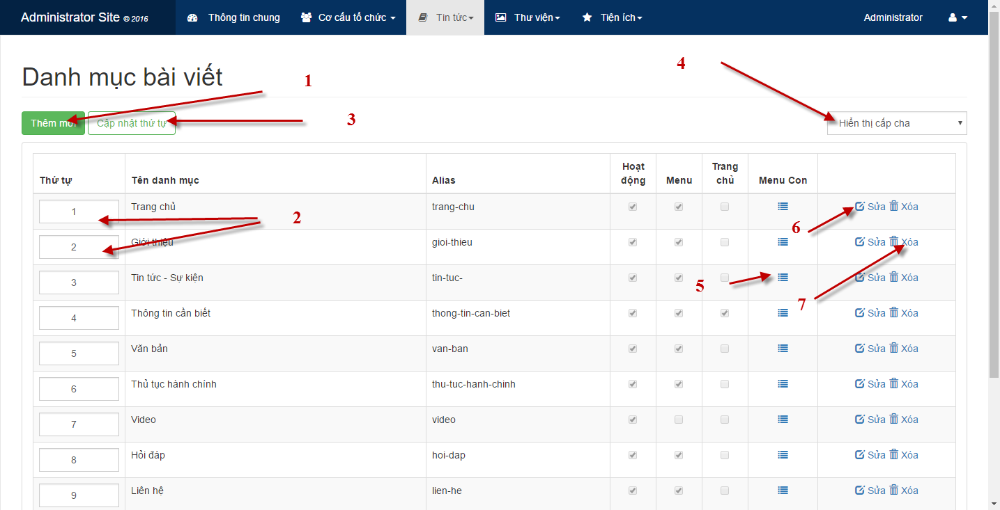 Administrator Site © 2016 Thông tin chung Cơ cấu tổ chức Tin tức Thư viện Tiện ích Administrator
4
Danh mục bài viết
1
3
Thêm mới Cập nhật thứ tự Hiển thị cấp cha
Thứ tự Tên danh mục Alias Hoạt động Menu Trang chủ Menu Con
1 Trang chủ trang-chu Sửa Xóa
2
6
2 Giới thiệu gioi-thieu Sửa Xóa
3 Tin tức - Sự kiện tin-tuc- Sửa Xóa
5
7
4 Thông tin cần biết thong-tin-can-biet Sửa Xóa
5 Văn bản van-ban Sửa Xóa
6 Thủ tục hành chính thu-tuc-hanh-chinh Sửa Xóa
7 Video video Sửa Xóa
8 Hỏi đáp hoi-dap Sửa Xóa
9 Liên hệ lien-he Sửa Xóa